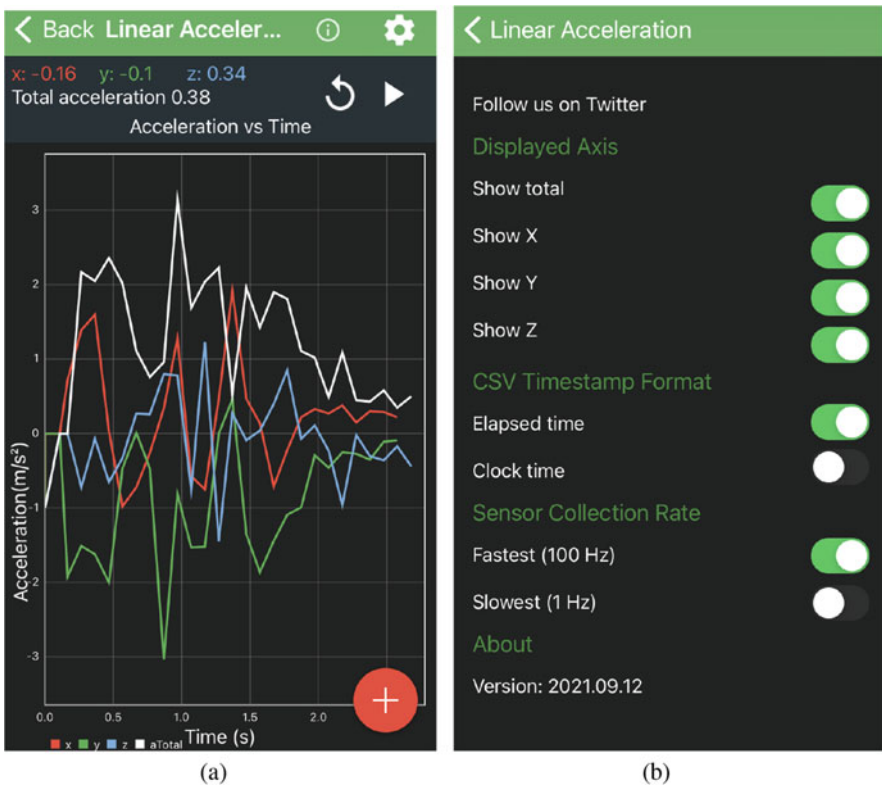 Back Linear Acceler...
x: -0.16 y: -0.1 z: 0.34
Total acceleration 0.38
Acceleration vs Time
Acceleration(m/s²)
3
2
1
0
-1
-2
-3
0.0 0.5 1.0 1.5 2.0
x y z aTotal Time (s)
(a)
Linear Acceleration
Follow us on Twitter
Displayed Axis
Show total
Show X
Show Y
Show Z
CSV Timestamp Format
Elapsed time
Clock time
Sensor Collection Rate
Fastest (100 Hz)
Slowest (1 Hz)
About
Version: 2021.09.12
(b)